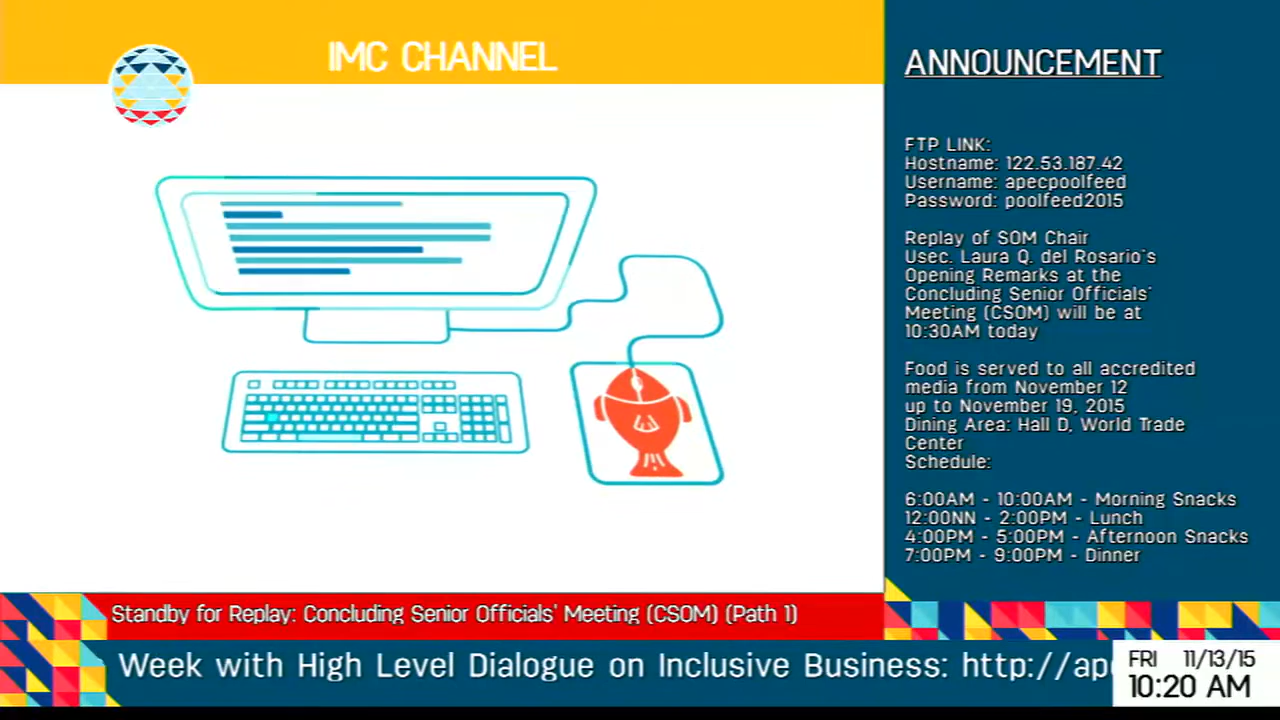 IMC CHANNEL
ANNOUNCEMENT
FTP LINK:
Hostname: 122.53.187.42
Username: apecpoolfeed
Password: poolfeed2015
Replay of SOM Chair
Usec. Laura Q. del Rosario's
Opening Remarks at the
Concluding Senior Officials'
Meeting (CSOM) will be at
10:30AM today
Food is served to all accredited
media from November 12
up to November 19, 2015
Dining Area: Hall D, World Trade
Center
Schedule:
6:00AM - 10:00AM - Morning Snacks
12:00NN - 2:00PM - Lunch
4:00PM - 5:00PM - Afternoon Snacks
7:00PM - 9:00PM - Dinner
Standby for Replay: Concluding Senior Officials' Meeting (CSOM) (Path 1)
Week with High Level Dialogue on Inclusive Business: http://ap
FRI 11/13/15
10:20 AM